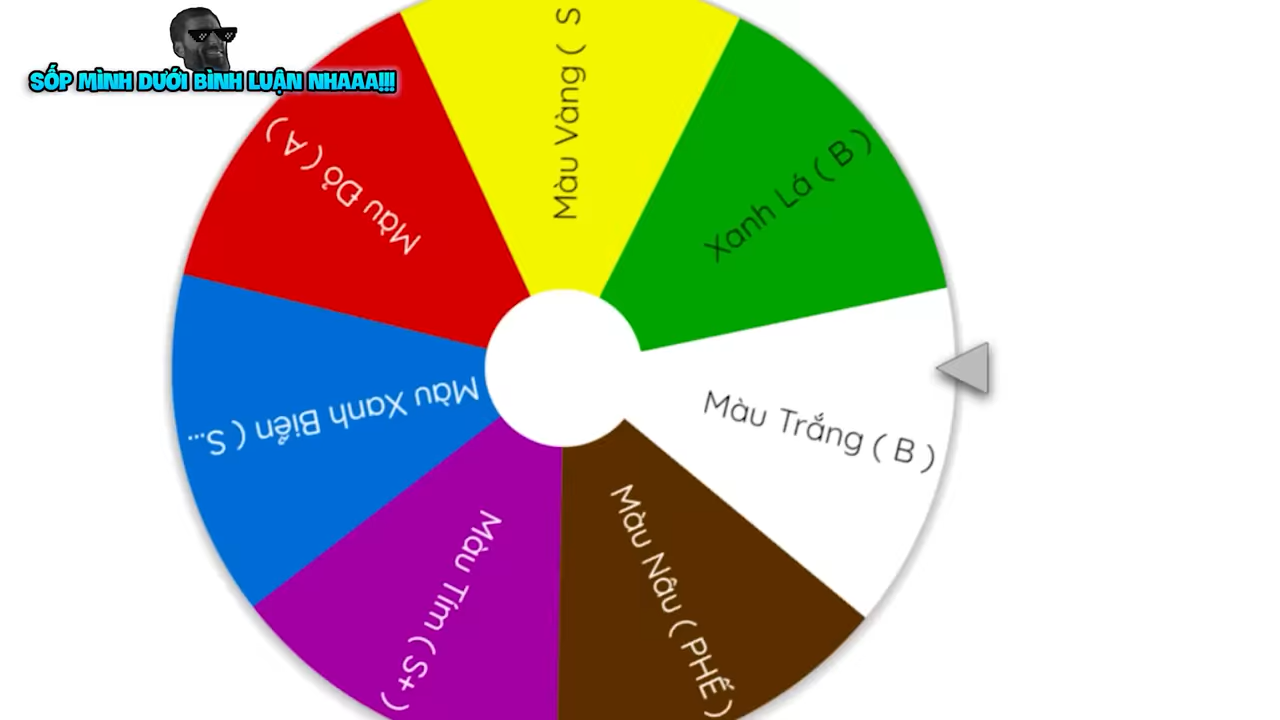 SỐP MÌNH DƯỚI BÌNH LUẬN NHAAA!!!
Màu Vàng ( S
Xanh Lá ( B )
Màu Trắng ( B )
Màu Nâu ( PHẾ )
Màu Tím ( S+ )
Màu Xanh Biển ( S...
Màu Đỏ ( A )